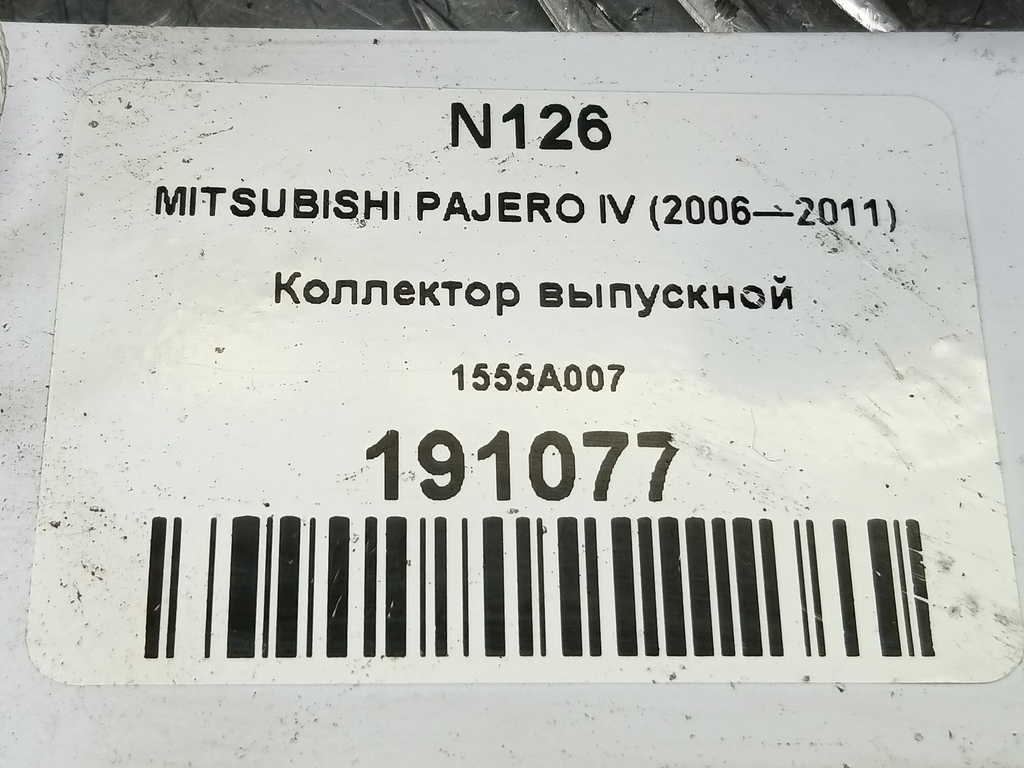 N126
MITSUBISHI PAJERO IV (2006—2011)
Коллектор выпускной
1555A007
191077